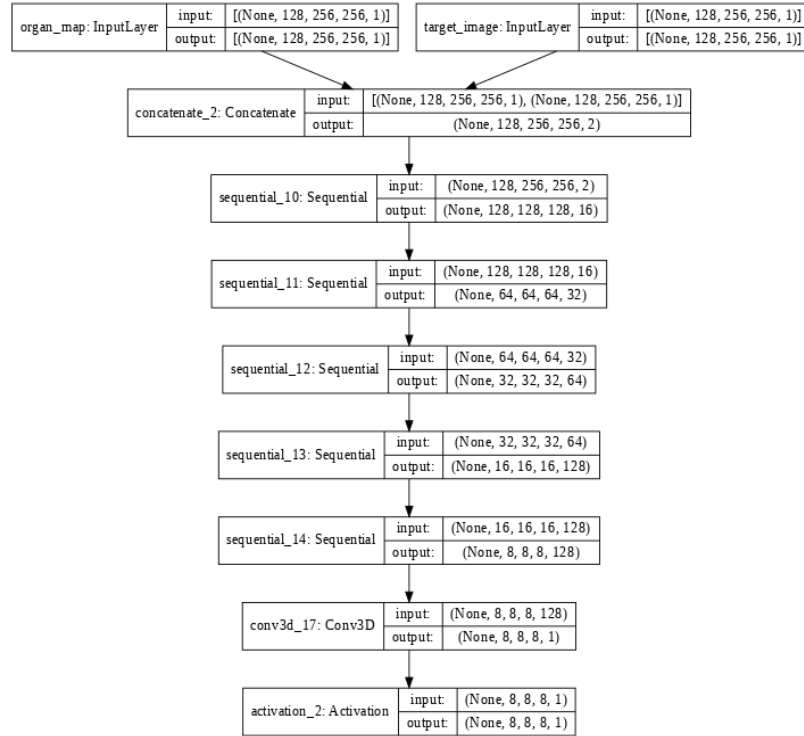 organ_map: InputLayer input: [(None, 128, 256, 256, 1)]
output: [(None, 128, 256, 256, 1)]
target_image: InputLayer input: [(None, 128, 256, 256, 1)]
output: [(None, 128, 256, 256, 1)]
concatenate_2: Concatenate input: [(None, 128, 256, 256, 1), (None, 128, 256, 256, 1)]
output: (None, 128, 256, 256, 2)
sequential_10: Sequential input: (None, 128, 256, 256, 2)
output: (None, 128, 128, 128, 16)
sequential_11: Sequential input: (None, 128, 128, 128, 16)
output: (None, 64, 64, 64, 32)
sequential_12: Sequential input: (None, 64, 64, 64, 32)
output: (None, 32, 32, 32, 64)
sequential_13: Sequential input: (None, 32, 32, 32, 64)
output: (None, 16, 16, 16, 128)
sequential_14: Sequential input: (None, 16, 16, 16, 128)
output: (None, 8, 8, 8, 128)
conv3d_17: Conv3D input: (None, 8, 8, 8, 128)
output: (None, 8, 8, 8, 1)
activation_2: Activation input: (None, 8, 8, 8, 1)
output: (None, 8, 8, 8, 1)